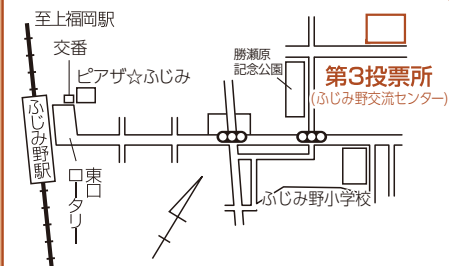 至上福岡駅
交番
ピアザ☆ふじみ
勝瀬原
記念公園
第3投票所
(ふじみ野交流センター)
ふじみ野駅
東口
ロータリー
ふじみ野小学校